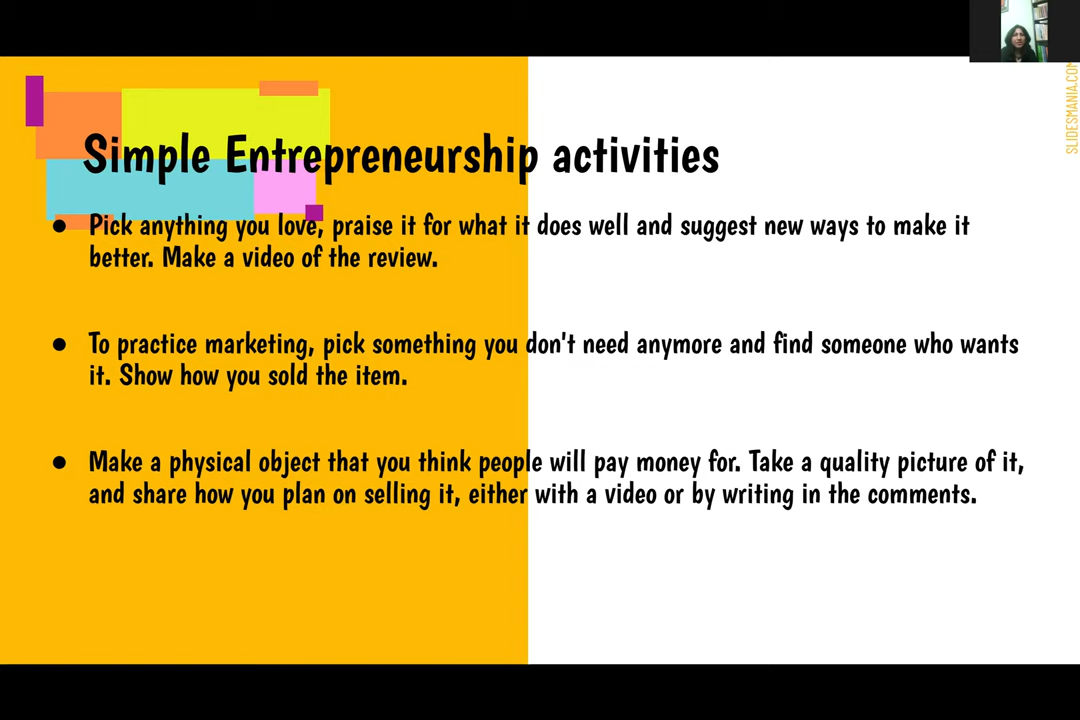 SLIDESMANIA.COM
Simple Entrepreneurship activities
● Pick anything you love, praise it for what it does well and suggest new ways to make it
better. Make a video of the review.
● To practice marketing, pick something you don't need anymore and find someone who wants
it. Show how you sold the item.
● Make a physical object that you think people will pay money for. Take a quality picture of it,
and share how you plan on selling it, either with a video or by writing in the comments.